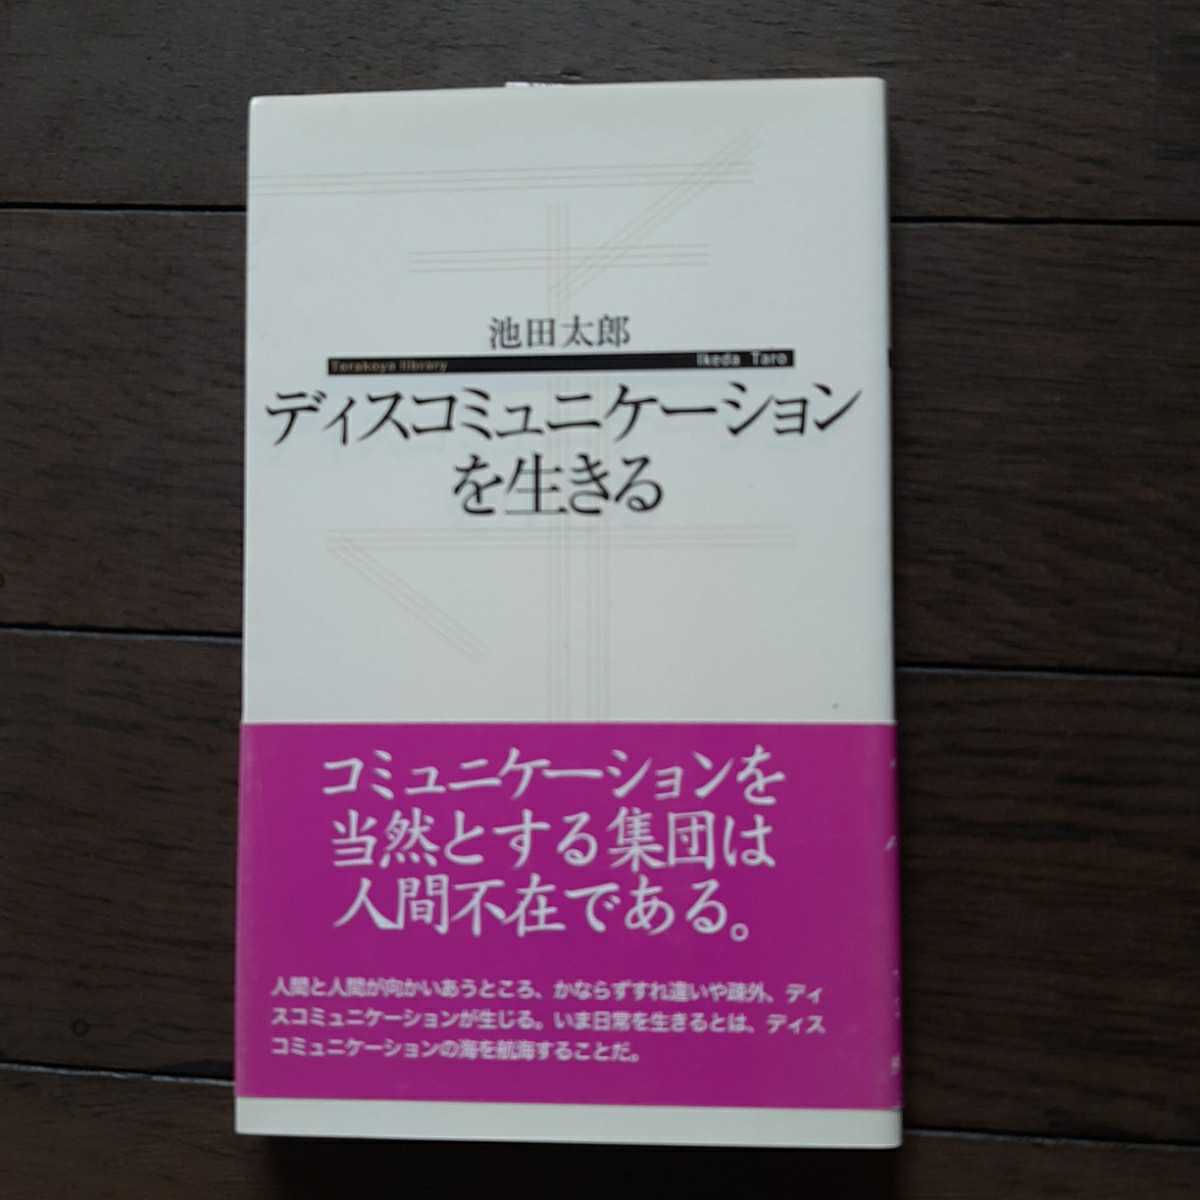 池田太郎
Terakoya library
Ikeda Taro
ディスコミュニケーション
を生きる
コミュニケーションを
当然とする集団は
人間不在である。
人間と人間が向かいあうところ、かならずすれ違いや疎外、ディ
スコミュニケーションが生じる。いま日常を生きるとは、ディス
コミュニケーションの海を航海することだ。